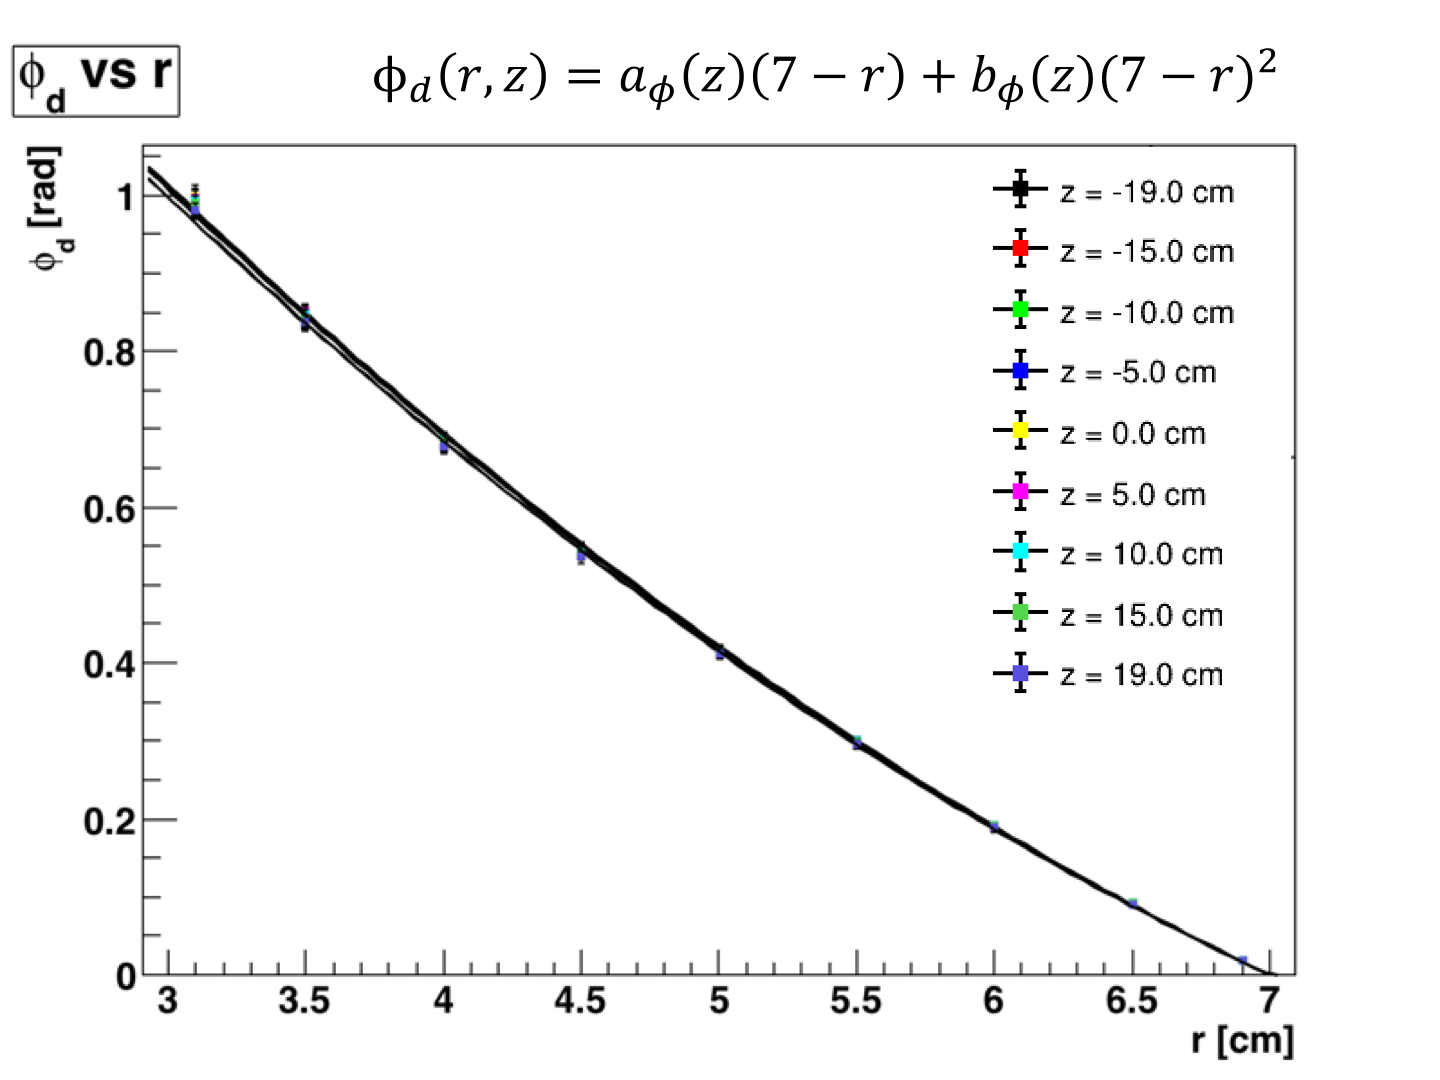 ϕd vs r
ϕ𝑑(𝑟, 𝑧) = 𝑎𝜙(𝑧)(7 − 𝑟) + 𝑏𝜙(𝑧)(7 − 𝑟)²
ϕd [rad]
1
0.8
0.6
0.4
0.2
0
z = -19.0 cm
z = -15.0 cm
z = -10.0 cm
z = -5.0 cm
z = 0.0 cm
z = 5.0 cm
z = 10.0 cm
z = 15.0 cm
z = 19.0 cm
3 3.5 4 4.5 5 5.5 6 6.5 7
r [cm]